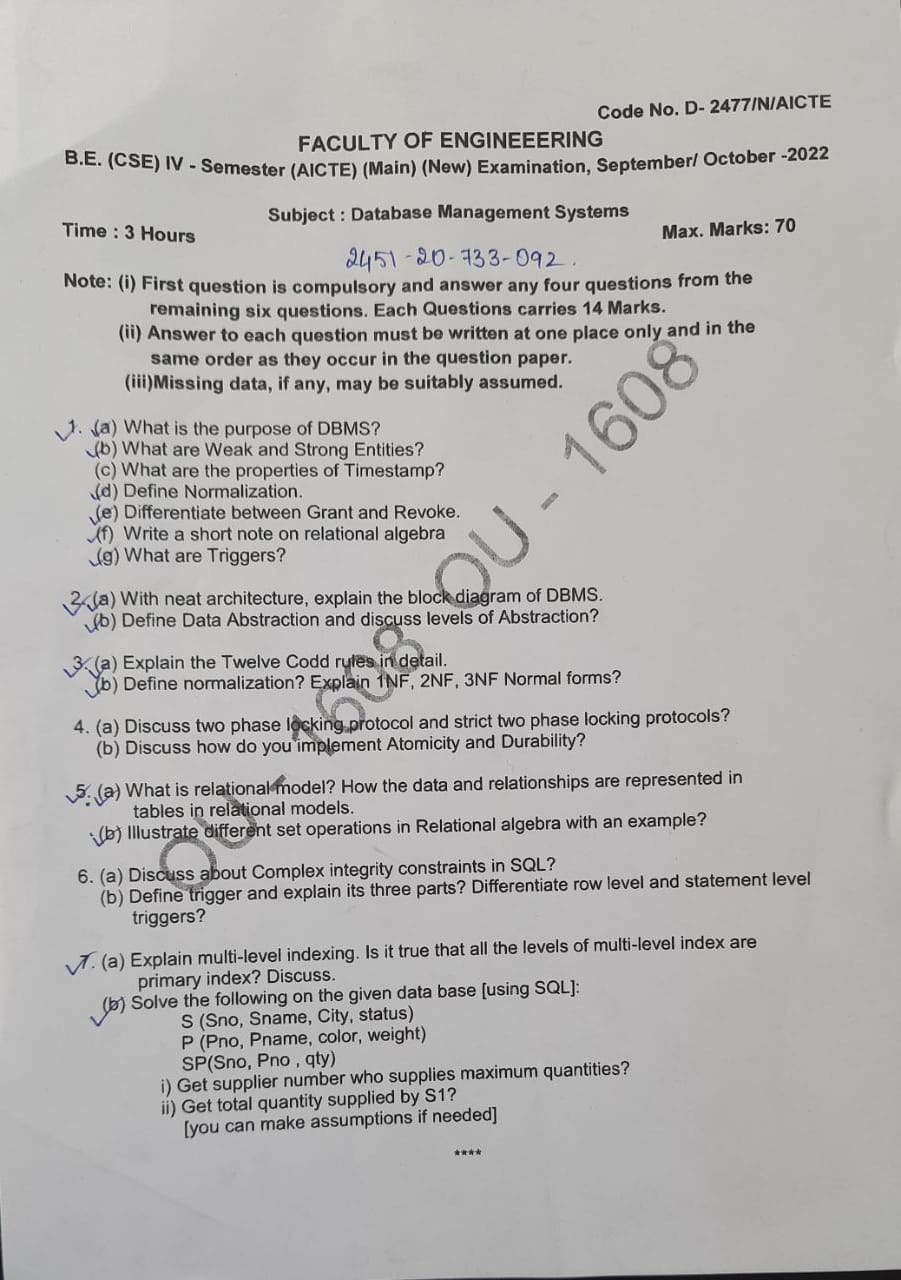 Code No. D- 2477/N/AICTE
FACULTY OF ENGINEEERING
B.E. (CSE) IV - Semester (AICTE) (Main) (New) Examination, September/ October -2022
Subject : Database Management Systems
Time : 3 Hours
Max. Marks: 70
2451-20-733-092.
Note: (i) First question is compulsory and answer any four questions from the
remaining six questions. Each Questions carries 14 Marks.
(ii) Answer to each question must be written at one place only and in the
same order as they occur in the question paper.
(iii)Missing data, if any, may be suitably assumed.
1. (a) What is the purpose of DBMS?
(b) What are Weak and Strong Entities?
(c) What are the properties of Timestamp?
(d) Define Normalization.
(e) Differentiate between Grant and Revoke.
(f) Write a short note on relational algebra
(g) What are Triggers?
2. (a) With neat architecture, explain the block diagram of DBMS.
(b) Define Data Abstraction and discuss levels of Abstraction?
3. (a) Explain the Twelve Codd rules in detail.
(b) Define normalization? Explain 1NF, 2NF, 3NF Normal forms?
4. (a) Discuss two phase locking protocol and strict two phase locking protocols?
(b) Discuss how do you implement Atomicity and Durability?
5. (a) What is relational model? How the data and relationships are represented in
tables in relational models.
(b) Illustrate different set operations in Relational algebra with an example?
6. (a) Discuss about Complex integrity constraints in SQL?
(b) Define trigger and explain its three parts? Differentiate row level and statement level
triggers?
7. (a) Explain multi-level indexing. Is it true that all the levels of multi-level index are
primary index? Discuss.
(b) Solve the following on the given data base [using SQL]:
S (Sno, Sname, City, status)
P (Pno, Pname, color, weight)
SP(Sno, Pno , qty)
i) Get supplier number who supplies maximum quantities?
ii) Get total quantity supplied by S1?
[you can make assumptions if needed]
****
OU - 1608 OU - 1608